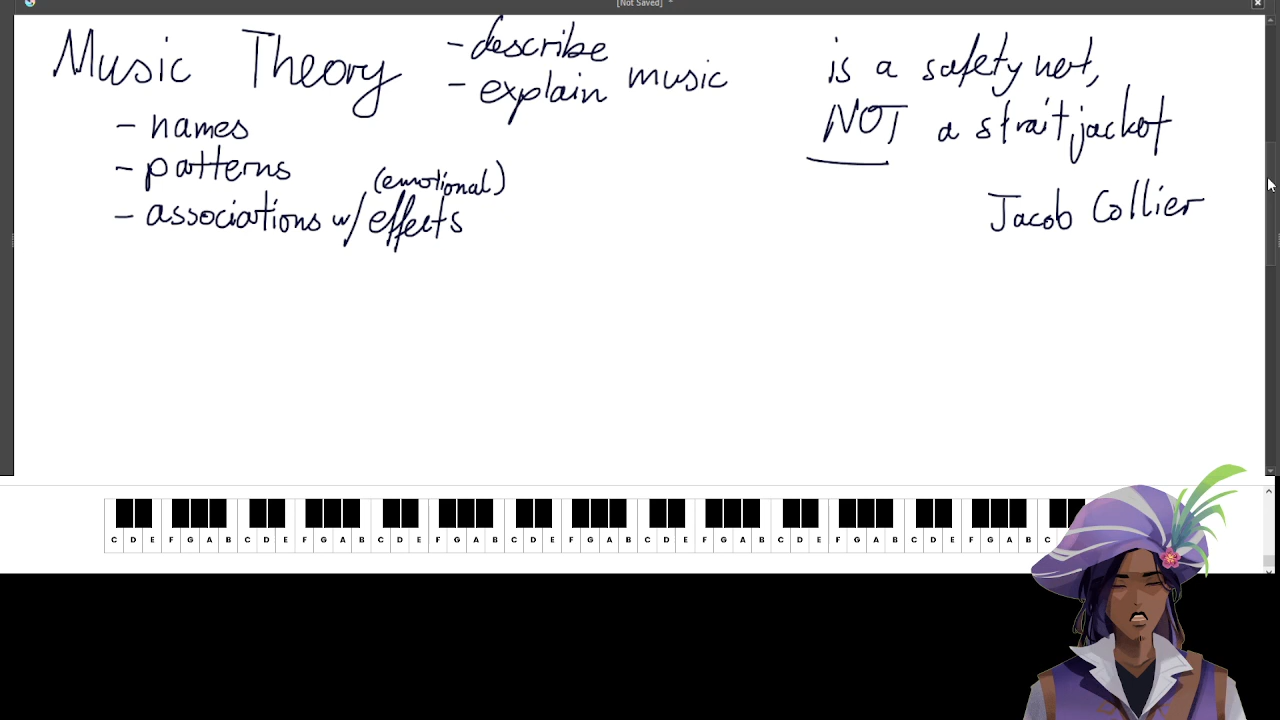 [Not Saved] *
Music Theory
- describe
- explain music
- names
- patterns
(emotional)
- associations w/ effects
is a safety net,
NOT a straitjacket
Jacob Collier
C D E F G A B C D E F G A B C D E F G A B C D E F G A B C D E F G A B C D E F G A B C